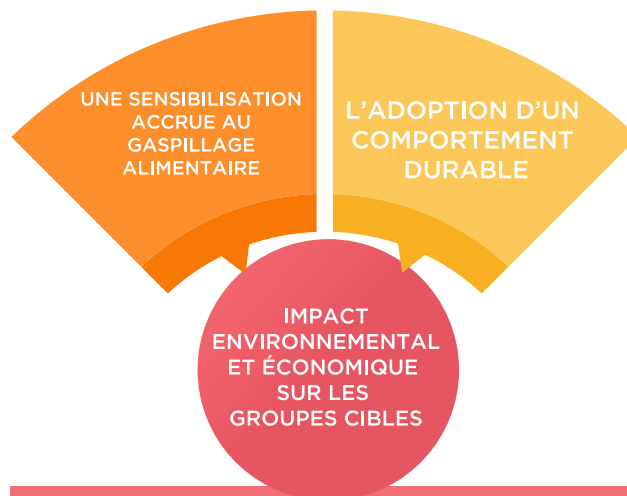 UNE SENSIBILISATION
ACCRUE AU
GASPILLAGE
ALIMENTAIRE
L'ADOPTION D'UN
COMPORTEMENT
DURABLE
IMPACT
ENVIRONNEMENTAL
ET ÉCONOMIQUE
SUR LES
GROUPES CIBLES